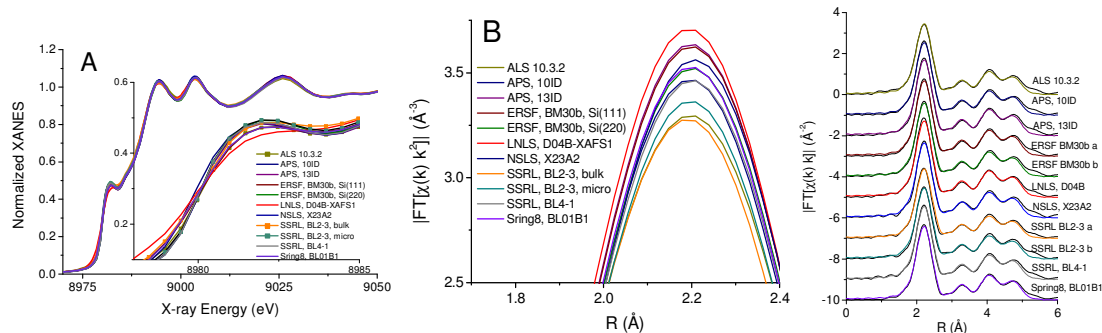 A
Normalized XANES
1.2
1.0
0.8
0.6
0.4
0.2
0.0
8975
9000
9025
9050
X-ray Energy (eV)
0.6
0.4
0.2
8980
8985
ALS 10.3.2
APS, 10ID
APS, 13ID
ERSF, BM30b, Si(111)
ERSF, BM30b, Si(220)
LNLS, D04B-XAFS1
NSLS, X23A2
SSRL, BL2-3, bulk
SSRL, BL2-3, micro
SSRL, BL4-1
Sring8, BL01B1
B
|FT[χ(k) k²]| (Å⁻³)
3.5
3.0
2.5
1.8
2.0
2.2
2.4
R (Å)
ALS 10.3.2
APS, 10ID
APS, 13ID
ERSF, BM30b, Si(111)
ERSF, BM30b, Si(220)
LNLS, D04B-XAFS1
NSLS, X23A2
SSRL, BL2-3, bulk
SSRL, BL2-3, micro
SSRL, BL4-1
Sring8, BL01B1
|FT[χ(k) k]| (Å⁻²)
4
2
0
-2
-4
-6
-8
-10
0
2
4
6
R (Å)
ALS 10.3.2
APS, 10ID
APS, 13ID
ERSF BM30b a
ERSF BM30b b
LNLS, D04B
NSLS, X23A2
SSRL BL2-3 a
SSRL BL2-3 b
SSRL, BL4-1
Spring8, BL01B1